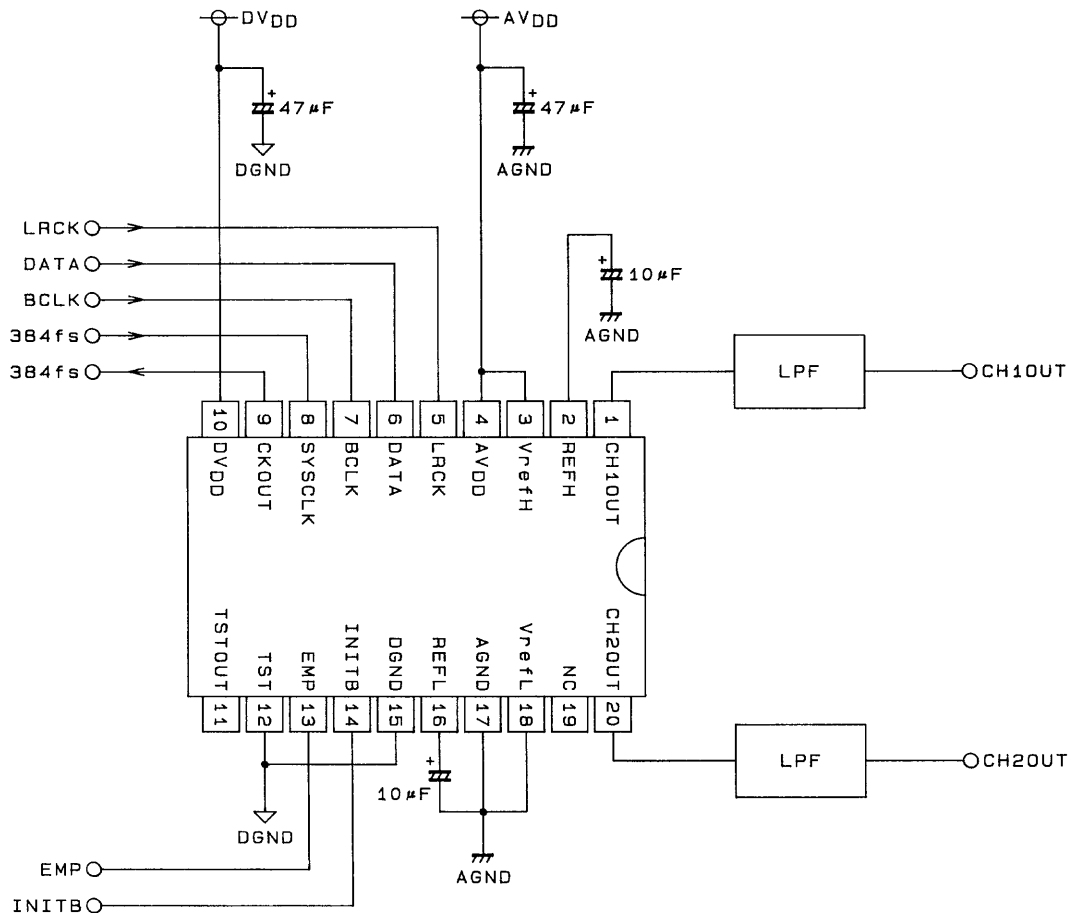 DVDD
AVDD
+
47μF
+
47μF
DGND
AGND
LRCK
DATA
BCLK
384fs
384fs
+
10μF
AGND
LPF
CH1OUT
10 9 8 7 6 5 4 3 2 1
DVDD
CKOUT
SYSCLK
BCLK
DATA
LRCK
AVDD
VrefH
REFH
CH1OUT
TSTOUT
TST
EMP
INITB
DGND
REFL
AGND
VrefL
NC
CH2OUT
11 12 13 14 15 16 17 18 19 20
+
10μF
LPF
CH2OUT
DGND
AGND
EMP
INITB